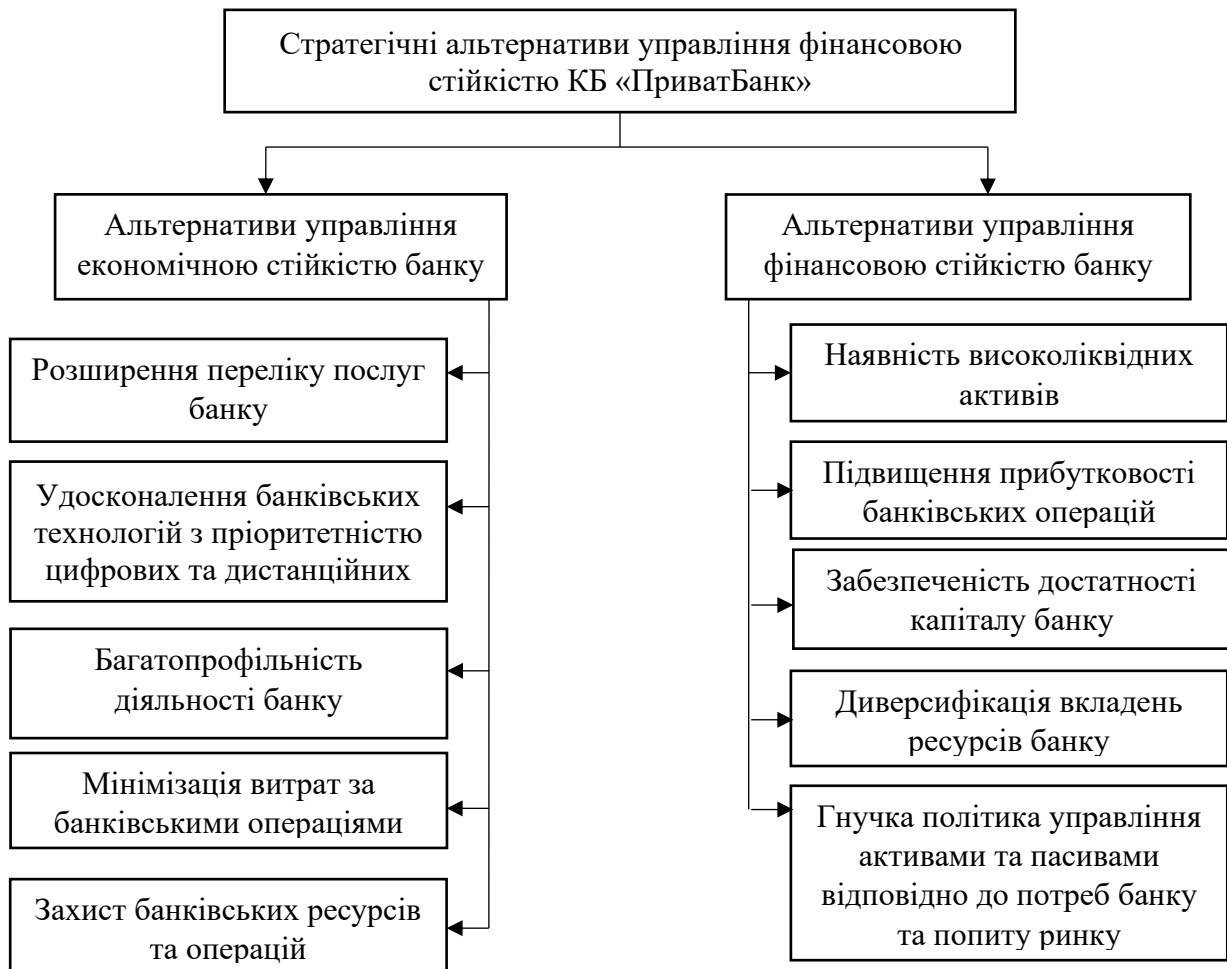 Стратегічні альтернативи управління фінансовою
стійкістю КБ «ПриватБанк»
Альтернативи управління
економічною стійкістю банку
Розширення переліку послуг
банку
Удосконалення банківських
технологій з пріоритетністю
цифрових та дистанційних
Багатопрофільність
діяльності банку
Мінімізація витрат за
банківськими операціями
Захист банківських ресурсів
та операцій
Альтернативи управління
фінансовою стійкістю банку
Наявність високоліквідних
активів
Підвищення прибутковості
банківських операцій
Забезпеченість достатності
капіталу банку
Диверсифікація вкладень
ресурсів банку
Гнучка політика управління
активами та пасивами
відповідно до потреб банку
та попиту ринку